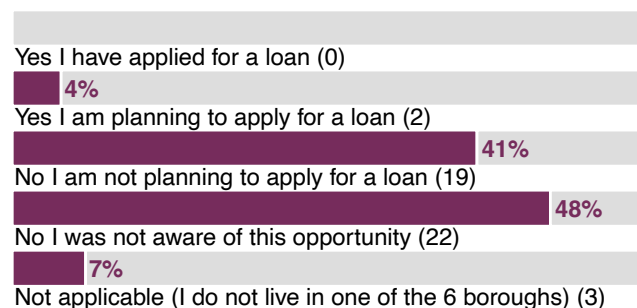 Yes I have applied for a loan (0)
4%
Yes I am planning to apply for a loan (2)
41%
No I am not planning to apply for a loan (19)
48%
No I was not aware of this opportunity (22)
7%
Not applicable (I do not live in one of the 6 boroughs) (3)